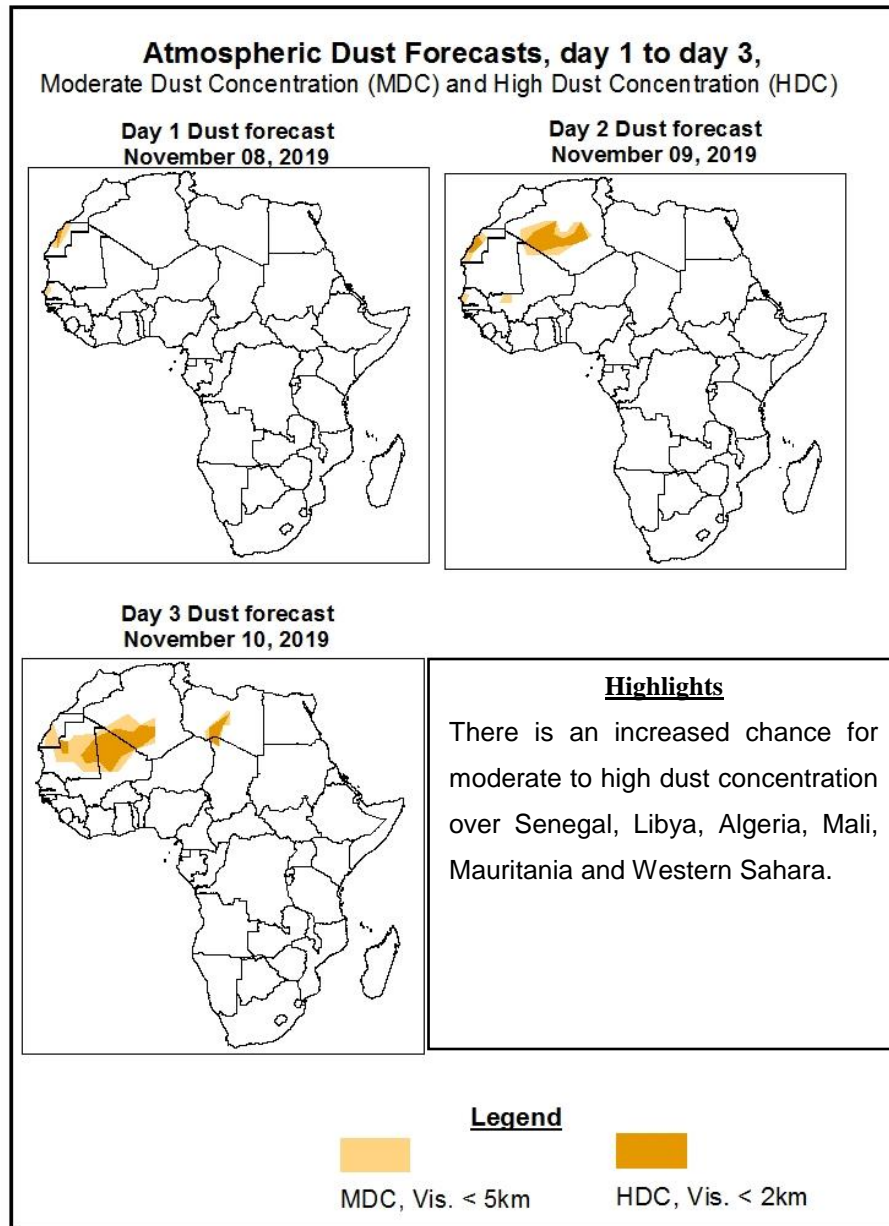 Atmospheric Dust Forecasts, day 1 to day 3,
Moderate Dust Concentration (MDC) and High Dust Concentration (HDC)
Day 1 Dust forecast
November 08, 2019
Day 2 Dust forecast
November 09, 2019
Day 3 Dust forecast
November 10, 2019
Highlights
There is an increased chance for
moderate to high dust concentration
over Senegal, Libya, Algeria, Mali,
Mauritania and Western Sahara.
Legend
MDC, Vis. < 5km
HDC, Vis. < 2km